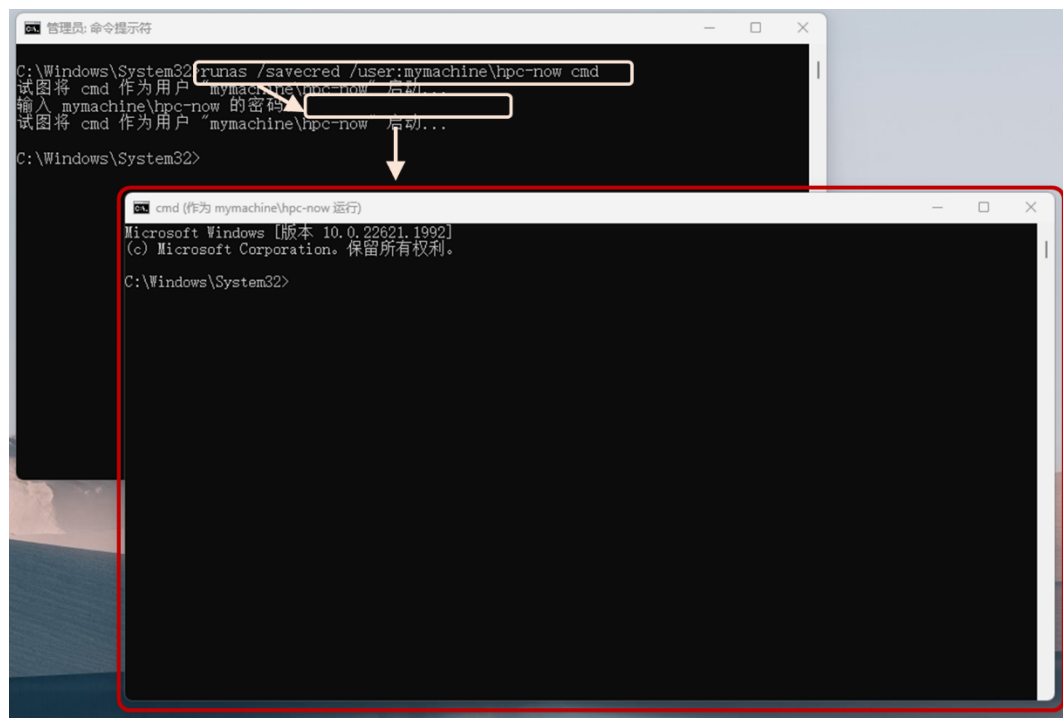 管理员: 命令提示符
C:\Windows\System32>runas /savecred /user:mymachine\hpc-now cmd
试图将 cmd 作为用户 "mymachine\hpc-now" 启动...
输入 mymachine\hpc-now 的密码
试图将 cmd 作为用户 "mymachine\hpc-now" 启动...
C:\Windows\System32>
cmd (作为 mymachine\hpc-now 运行)
Microsoft Windows [版本 10.0.22621.1992]
(c) Microsoft Corporation。保留所有权利。
C:\Windows\System32>